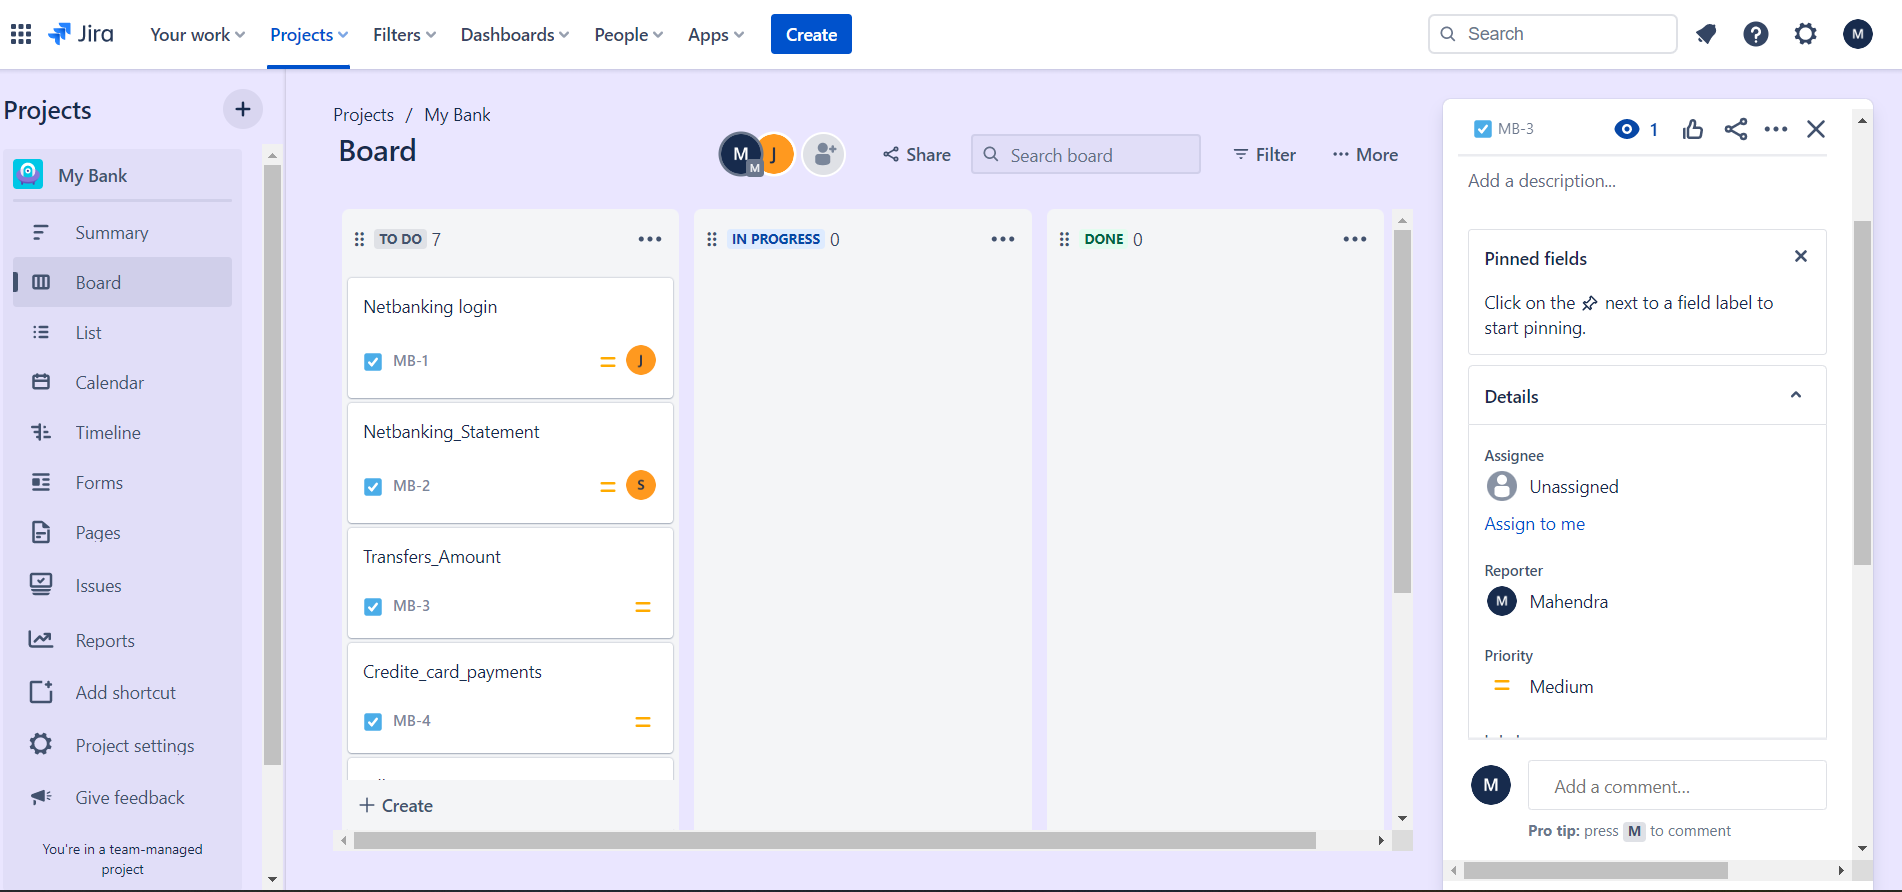 Jira
Your work
Projects
Filters
Dashboards
People
Apps
Create
Search
M
Projects
My Bank
Summary
Board
List
Calendar
Timeline
Forms
Pages
Issues
Reports
Add shortcut
Project settings
Give feedback
You're in a team-managed
project
Projects / My Bank
Board
M
M
J
Share
Search board
Filter
More
TO DO 7
Netbanking login
MB-1
J
Netbanking_Statement
MB-2
S
Transfers_Amount
MB-3
Credite_card_payments
MB-4
Create
IN PROGRESS 0
DONE 0
MB-3
1
Add a description...
Pinned fields
Click on the next to a field label to
start pinning.
Details
Assignee
Unassigned
Assign to me
Reporter
M Mahendra
Priority
Medium
M
Add a comment...
Pro tip: press M to comment